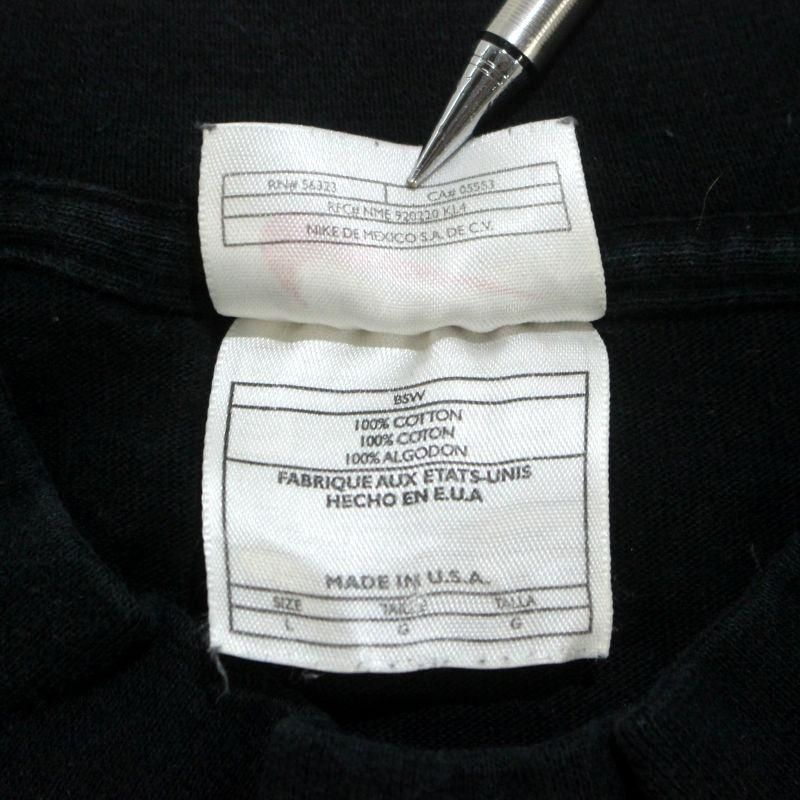 RN# 56323 CA# 05553
RFC# NME 920220 KL4
NIKE DE MEXICO S.A. DE C.V.
BSW
100% COTTON
100% COTON
100% ALGODON
FABRIQUE AUX ETATS-UNIS
HECHO EN E.U.A
MADE IN U.S.A.
SIZE TAILLE TALLA
L G G